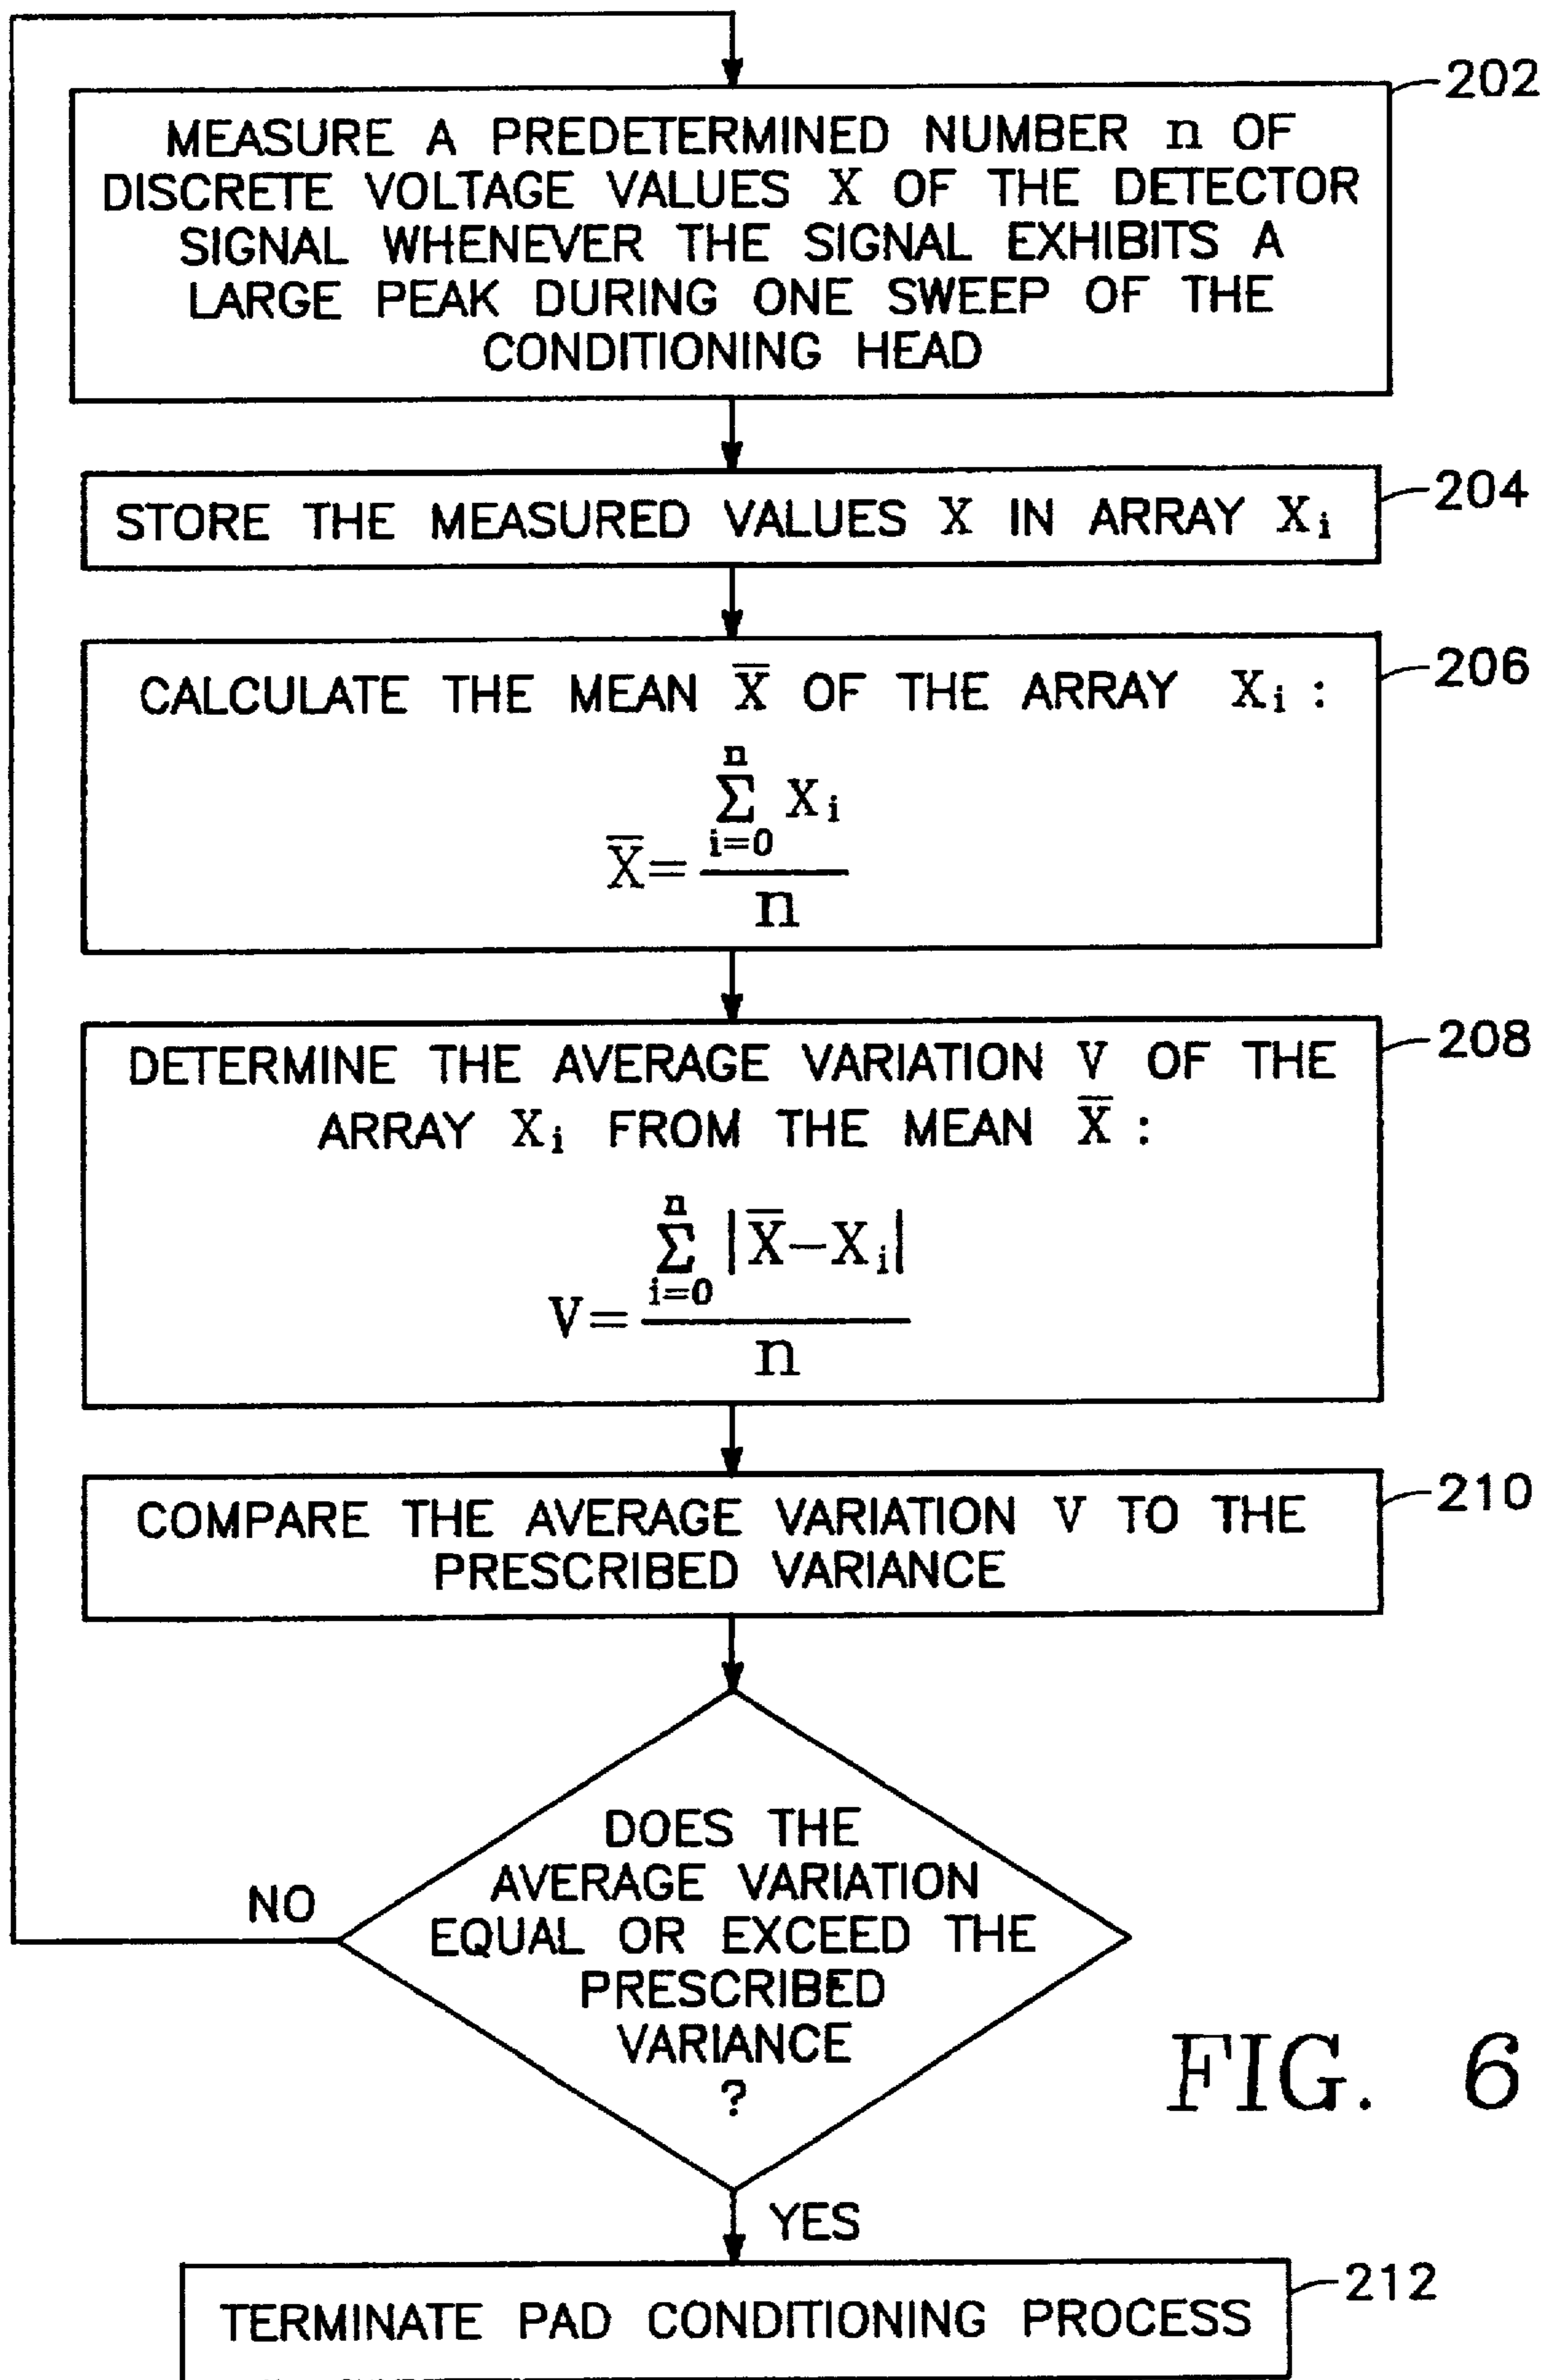 202
MEASURE A PREDETERMINED NUMBER n OF
DISCRETE VOLTAGE VALUES X OF THE DETECTOR
SIGNAL WHENEVER THE SIGNAL EXHIBITS A
LARGE PEAK DURING ONE SWEEP OF THE
CONDITIONING HEAD
204
STORE THE MEASURED VALUES X IN ARRAY Xi
206
CALCULATE THE MEAN X̅ OF THE ARRAY Xi :
n
Σ Xi
i=0
X̅=
n
208
DETERMINE THE AVERAGE VARIATION V OF THE
ARRAY Xi FROM THE MEAN X̅ :
n
Σ |X̅−Xi|
i=0
V=
n
210
COMPARE THE AVERAGE VARIATION V TO THE
PRESCRIBED VARIANCE
DOES THE
AVERAGE VARIATION
EQUAL OR EXCEED THE
PRESCRIBED
VARIANCE
?
NO
FIG. 6
YES
212
TERMINATE PAD CONDITIONING PROCESS